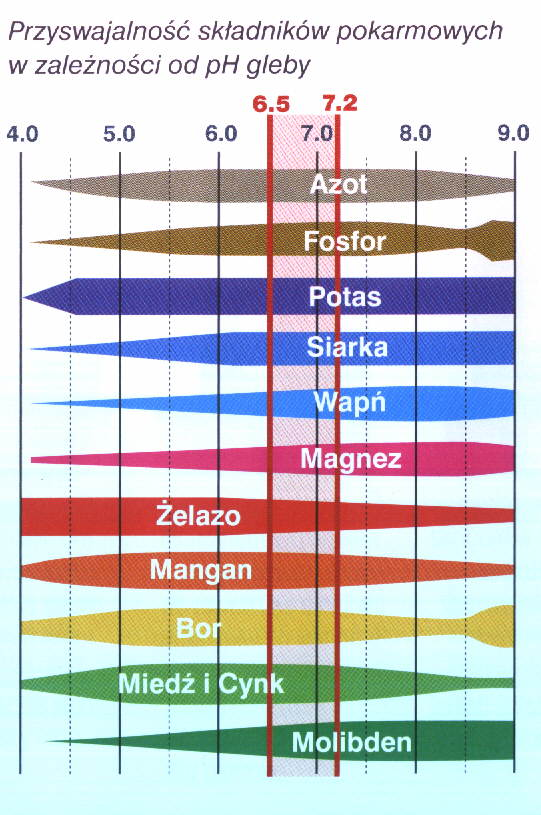 Przyswajalność składników pokarmowych
w zależności od pH gleby
6.5 7.2
4.0 5.0 6.0 7.0 8.0 9.0
Azot
Fosfor
Potas
Siarka
Wapń
Magnez
Żelazo
Mangan
Bor
Miedź i Cynk
Molibden